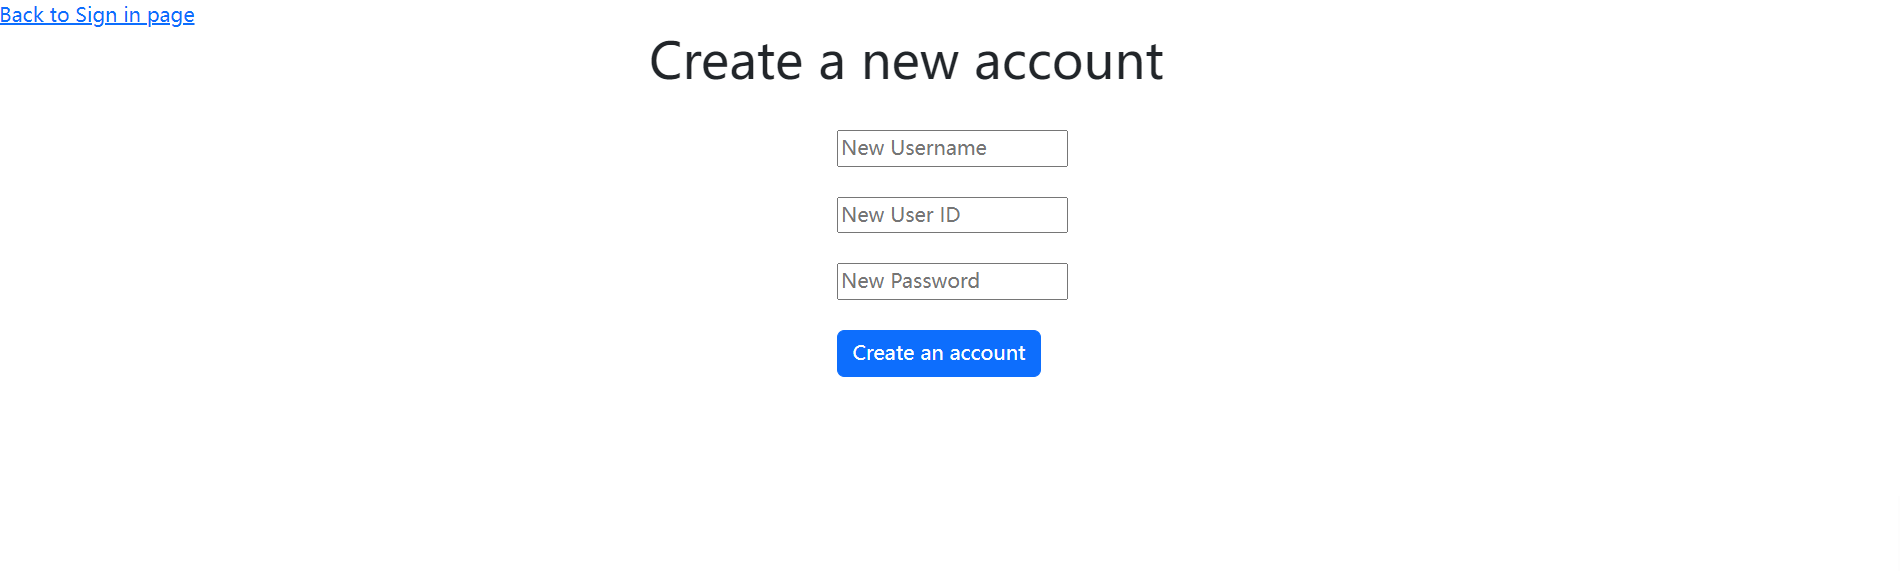 Back to Sign in page
Create a new account
New Username
New User ID
New Password
Create an account